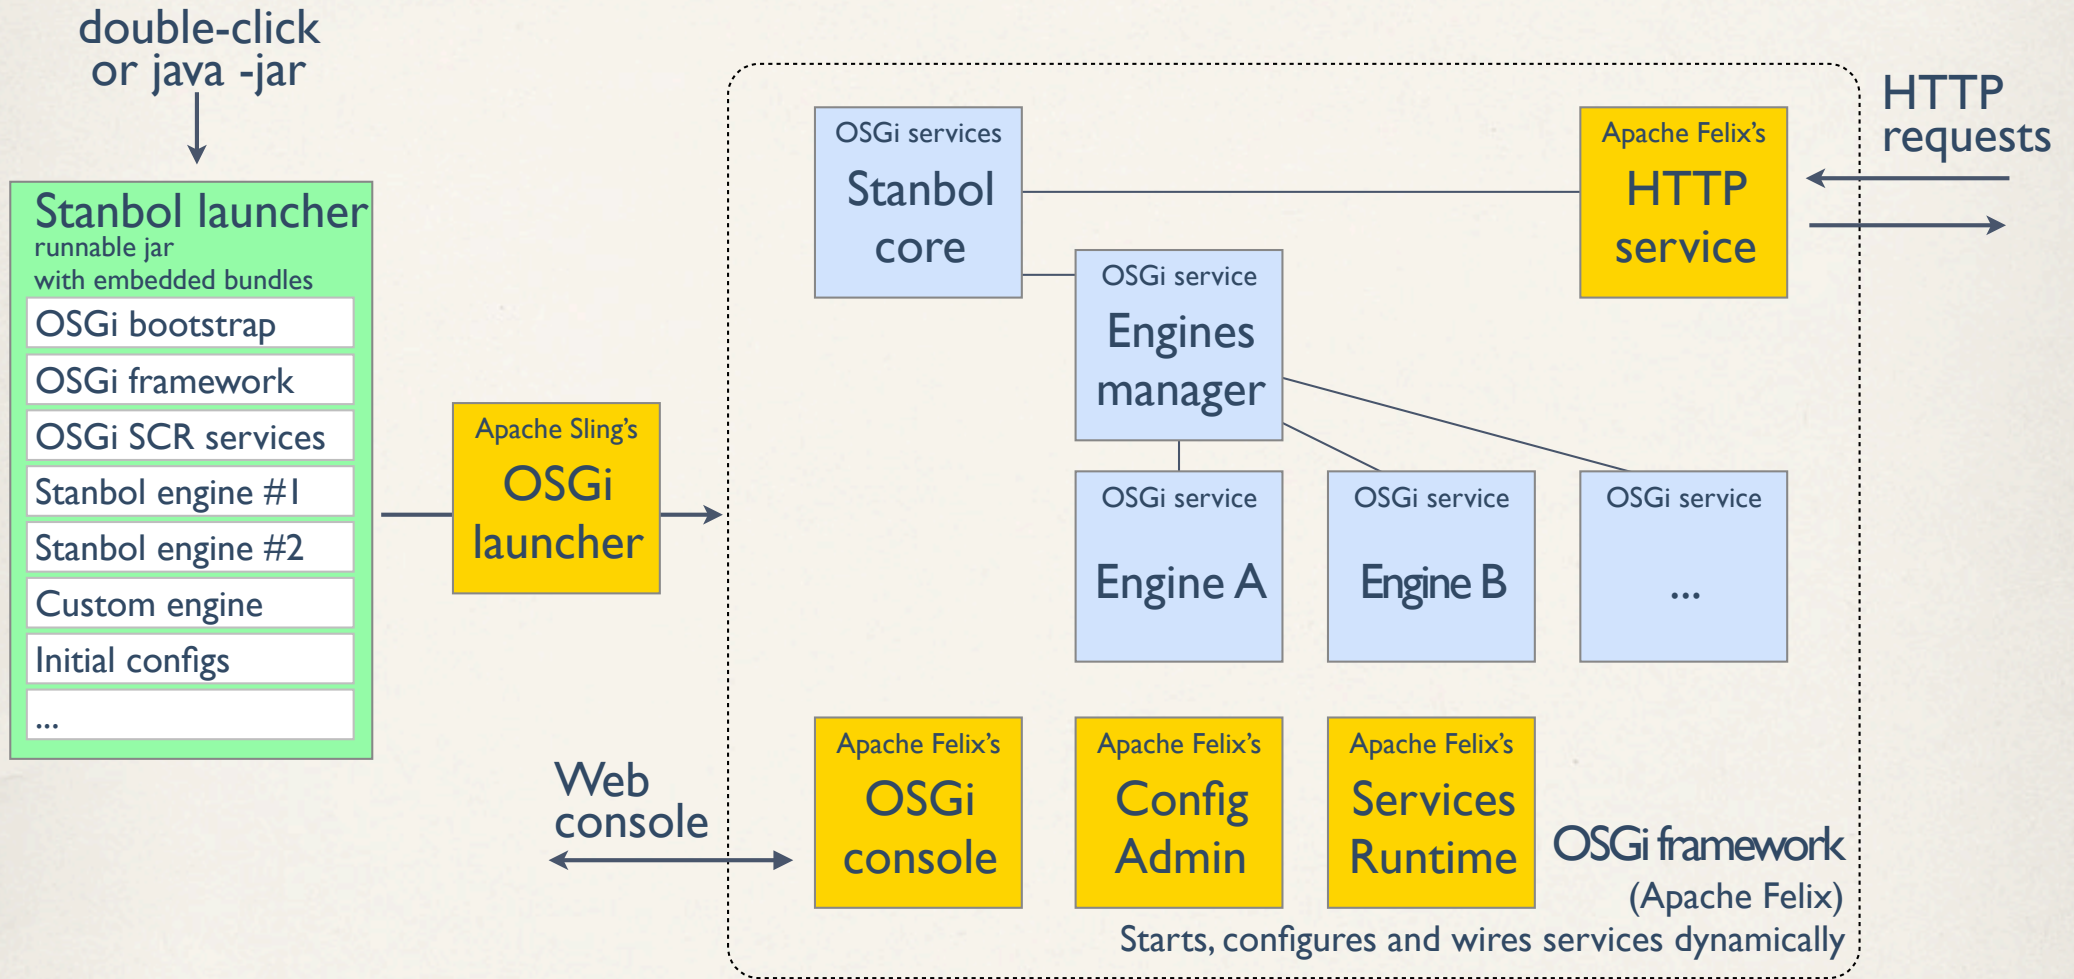 double-click
or java -jar
Stanbol launcher
runnable jar
with embedded bundles
OSGi bootstrap
OSGi framework
OSGi SCR services
Stanbol engine #1
Stanbol engine #2
Custom engine
Initial configs
...
Apache Sling’s
OSGi
launcher
OSGi services
Stanbol
core
Apache Felix’s
HTTP
service
HTTP
requests
OSGi service
Engines
manager
OSGi service
Engine A
OSGi service
Engine B
OSGi service
...
Web
console
Apache Felix’s
OSGi
console
Apache Felix’s
Config
Admin
Apache Felix’s
Services
Runtime
OSGi framework
(Apache Felix)
Starts, configures and wires services dynamically